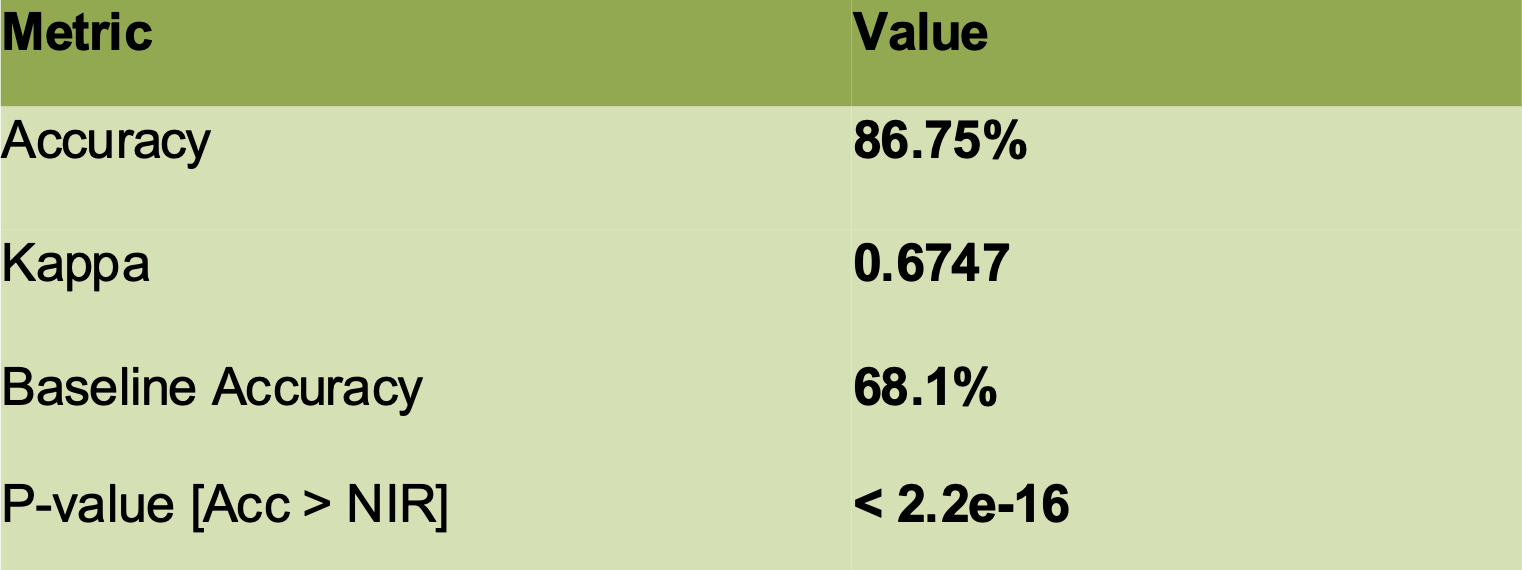 Metric Value
Accuracy 86.75%
Kappa 0.6747
Baseline Accuracy 68.1%
P-value [Acc > NIR] < 2.2e-16